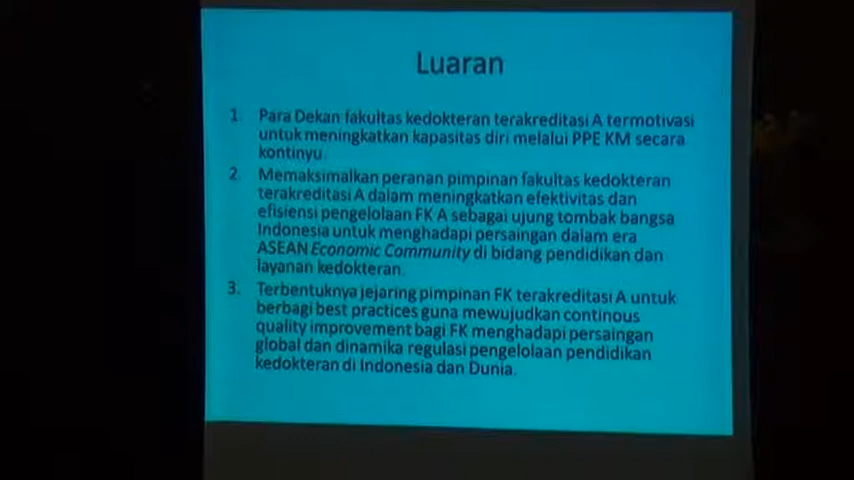 Luaran
1. Para Dekan fakultas kedokteran terakreditasi A termotivasi
untuk meningkatkan kapasitas diri melalui PPE KM secara
kontinyu.
2. Memaksimalkan peranan pimpinan fakultas kedokteran
terakreditasi A dalam meningkatkan efektivitas dan
efisiensi pengelolaan FK A sebagai ujung tombak bangsa
Indonesia untuk menghadapi persaingan dalam era
ASEAN Economic Community di bidang pendidikan dan
layanan kedokteran.
3. Terbentuknya jejaring pimpinan FK terakreditasi A untuk
berbagi best practices guna mewujudkan continous
quality improvement bagi FK menghadapi persaingan
global dan dinamika regulasi pengelolaan pendidikan
kedokteran di Indonesia dan Dunia.